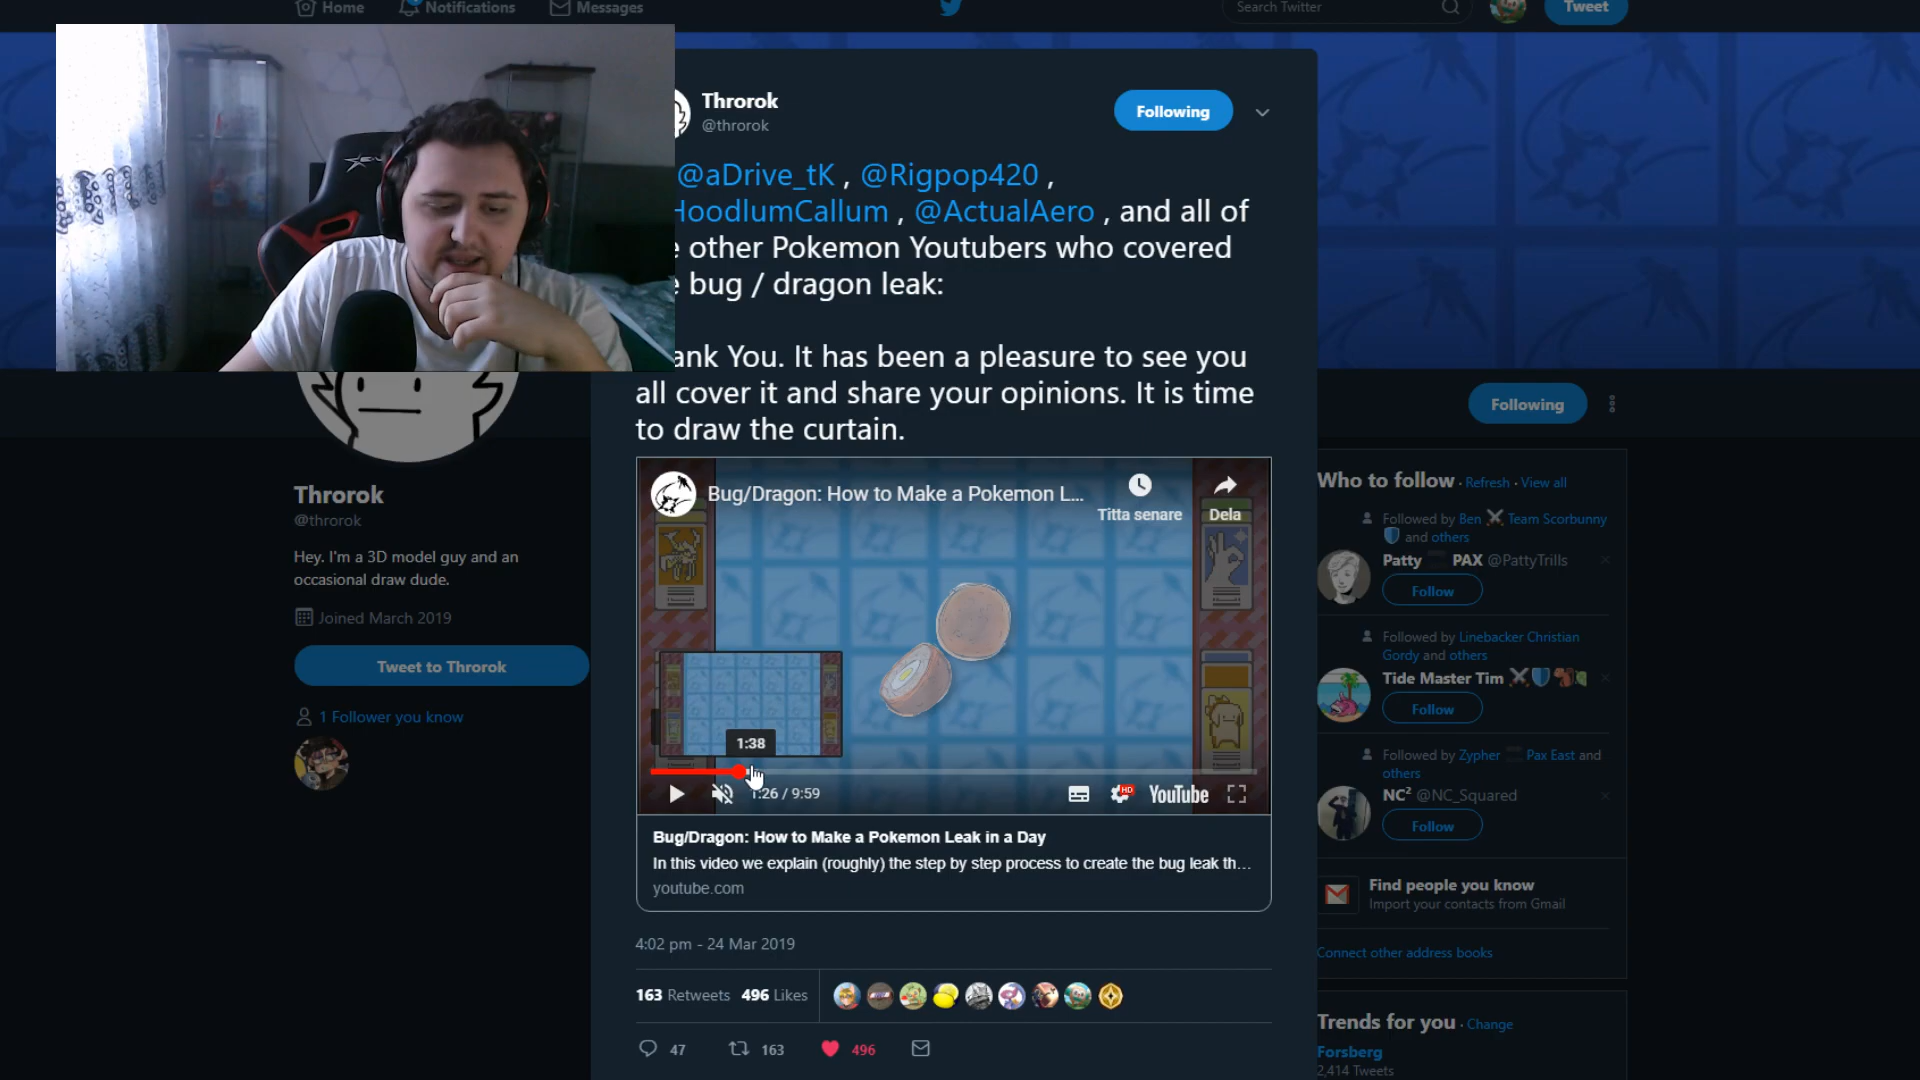 Home
Notifications
Messages
Search Twitter
Tweet
Throrok
@throrok
Following
@aDrive_tK , @Rigpop420 ,
HoodlumCallum , @ActualAero , and all of
other Pokemon Youtubers who covered
bug / dragon leak:
ank You. It has been a pleasure to see you
all cover it and share your opinions. It is time
to draw the curtain.
Bug/Dragon: How to Make a Pokemon L...
Titta senare
Dela
1:38
1:26 / 9:59
HD
YouTube
Bug/Dragon: How to Make a Pokemon Leak in a Day
In this video we explain (roughly) the step by step process to create the bug leak th...
youtube.com
4:02 pm - 24 Mar 2019
163 Retweets 496 Likes
47
163
496
Throrok
@throrok
Hey. I'm a 3D model guy and an
occasional draw dude.
Joined March 2019
Tweet to Throrok
1 Follower you know
Following
Who to follow · Refresh · View all
Followed by Ben Team Scorbunny
and others
Patty PAX @PattyTrills
Follow
Followed by Linebacker Christian
Gordy and others
Tide Master Tim
Follow
Followed by Zypher Pax East and
others
NC² @NC_Squared
Follow
Find people you know
Import your contacts from Gmail
Connect other address books
Trends for you · Change
Forsberg
2,414 Tweets